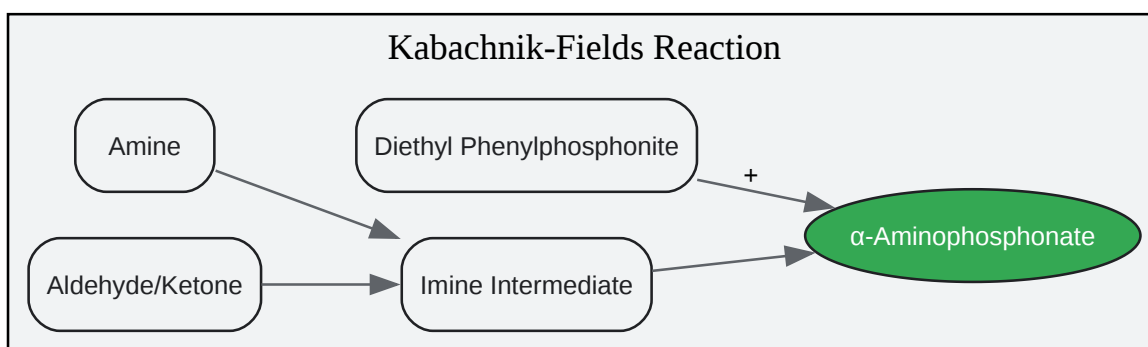 Kabachnik-Fields Reaction
Amine
Diethyl Phenylphosphonite
+
α-Aminophosphonate
Aldehyde/Ketone
Imine Intermediate